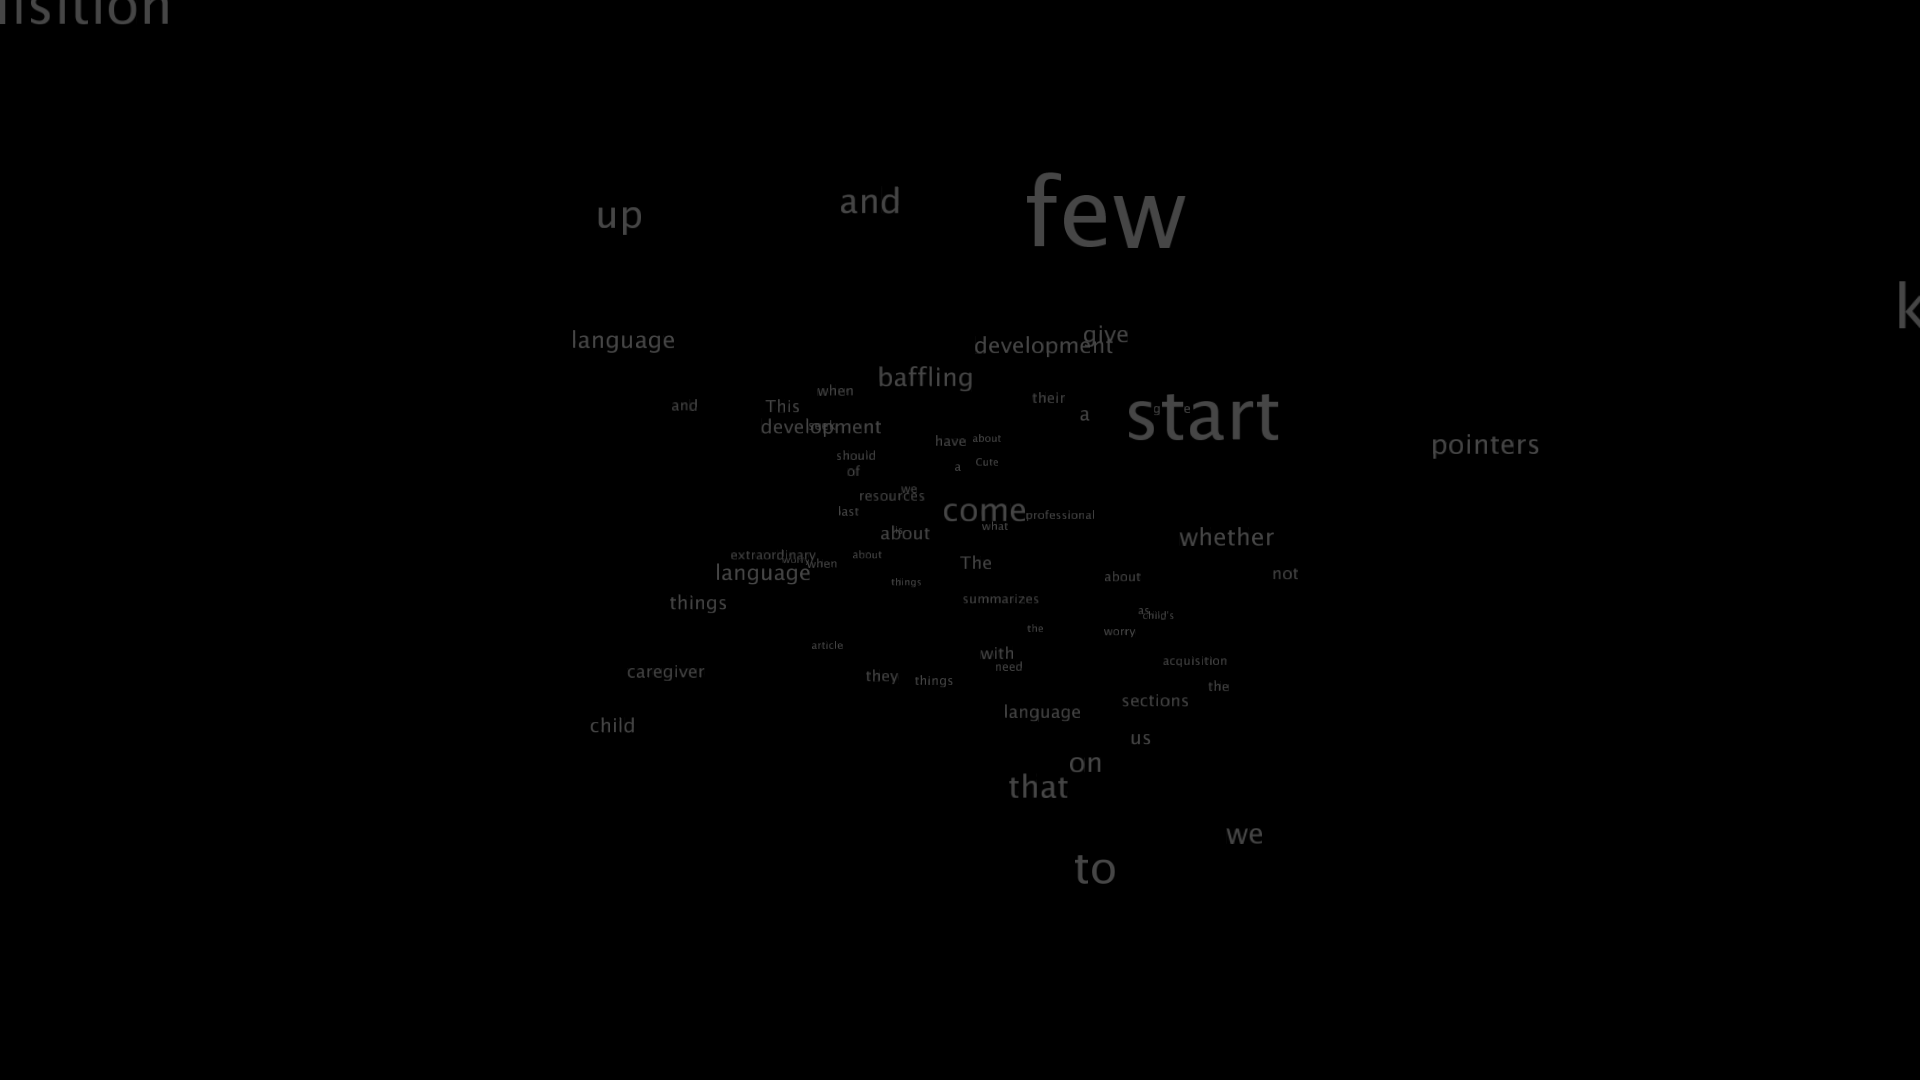 isition
few
and
up
k
give
language
development
baffling
when
their
and
This
a
start
development
have
about
pointers
should
a
Cute
of
we
resources
last
come
professional
what
about
whether
extraordinary
about
worry
when
The
language
about
not
things
summarizes
things
as
child's
the
worry
article
with
acquisition
need
caregiver
they
things
the
sections
language
child
us
on
that
we
to